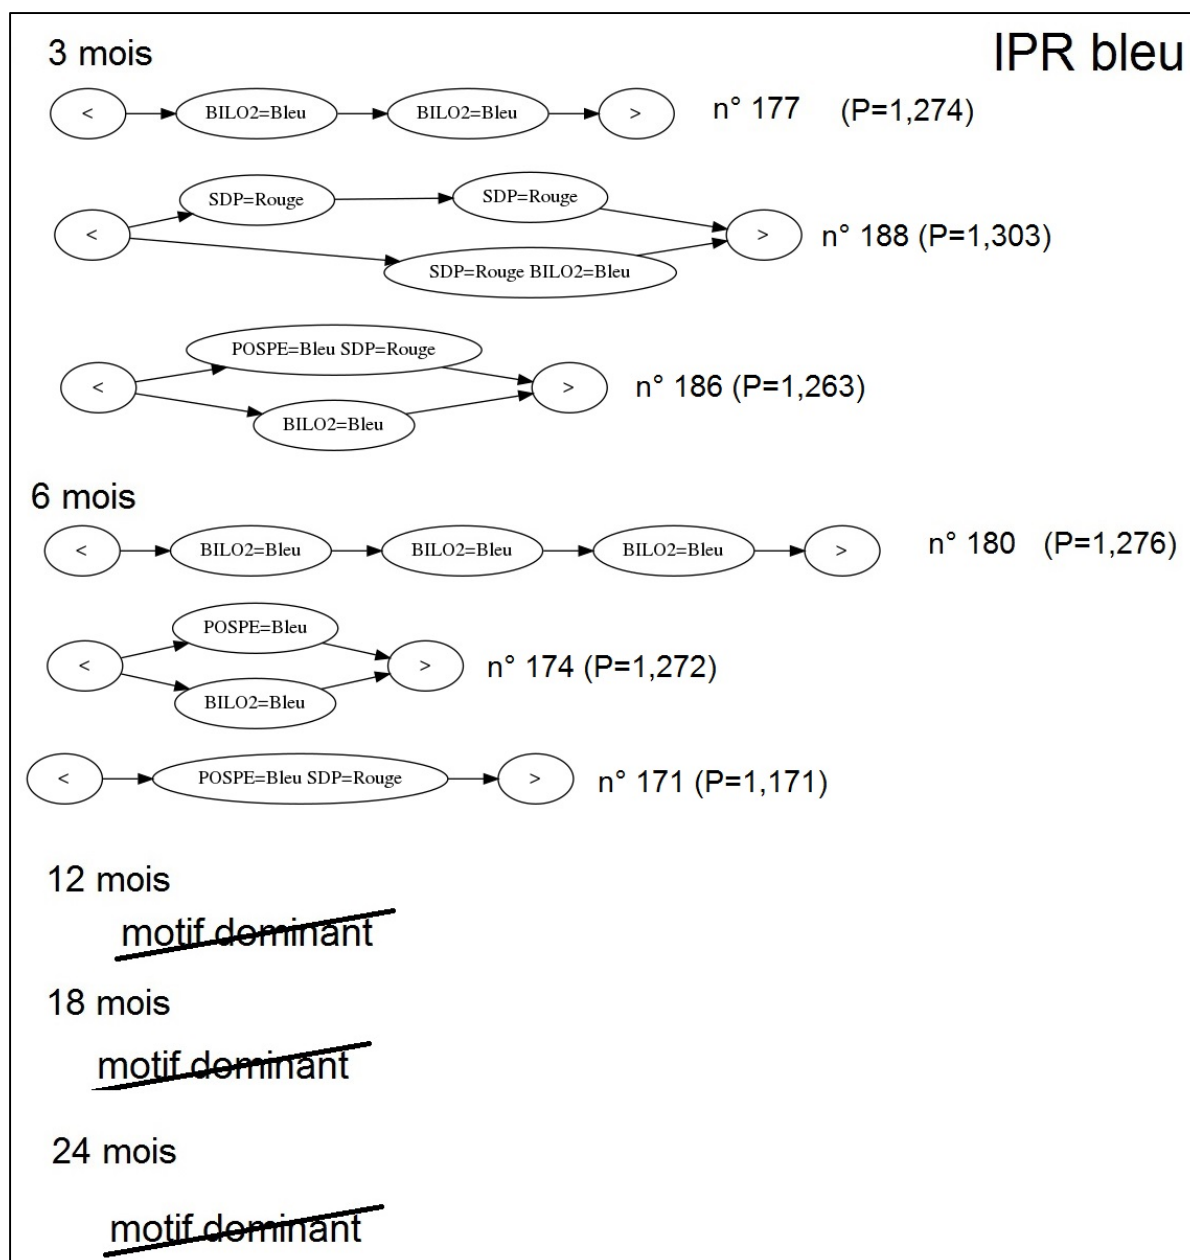 3 mois
IPR bleu
< BILO2=Bleu BILO2=Bleu > n° 177 (P=1,274)
SDP=Rouge SDP=Rouge
< > n° 188 (P=1,303)
SDP=Rouge BILO2=Bleu
POSPE=Bleu SDP=Rouge
< > n° 186 (P=1,263)
BILO2=Bleu
6 mois
< BILO2=Bleu BILO2=Bleu BILO2=Bleu > n° 180 (P=1,276)
POSPE=Bleu
< > n° 174 (P=1,272)
BILO2=Bleu
< POSPE=Bleu SDP=Rouge > n° 171 (P=1,171)
12 mois
motif dominant
18 mois
motif dominant
24 mois
motif dominant